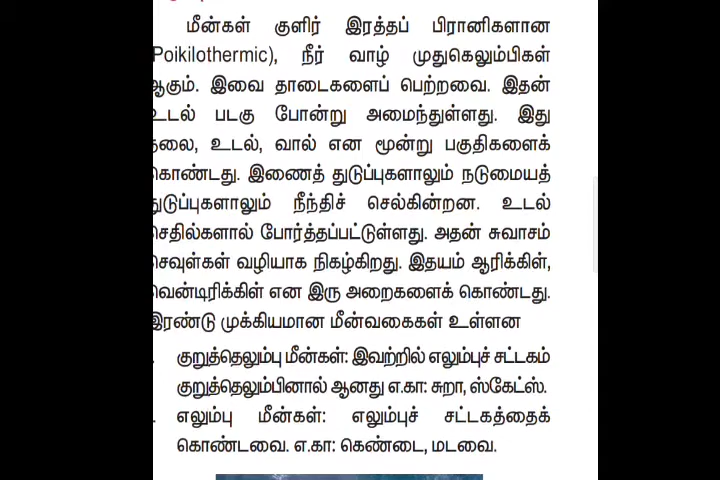 மீன்கள் குளிர் இரத்தப் பிரானிகளான
Poikilothermic), நீர் வாழ் முதுகெலும்பிகள்
ஆகும். இவை தாடைகளைப் பெற்றவை. இதன்
உடல் படகு போன்று அமைந்துள்ளது. இது
தலை, உடல், வால் என மூன்று பகுதிகளைக்
கொண்டது. இணைத் துடுப்புகளாலும் நடுமையத்
துடுப்புகளாலும் நீந்திச் செல்கின்றன. உடல்
செதில்களால் போர்த்தப்பட்டுள்ளது. அதன் சுவாசம்
செவுள்கள் வழியாக நிகழ்கிறது. இதயம் ஆரிக்கிள்,
வென்டிரிக்கிள் என இரு அறைகளைக் கொண்டது.
இரண்டு முக்கியமான மீன்வகைகள் உள்ளன
குறுத்தெலும்பு மீன்கள்: இவற்றில் எலும்புச் சட்டகம்
குறுத்தெலும்பினால் ஆனது எ.கா: சுறா, ஸ்கேட்ஸ்.
எலும்பு மீன்கள்: எலும்புச் சட்டகத்தைக்
கொண்டவை. எ.கா: கெண்டை, மடவை.